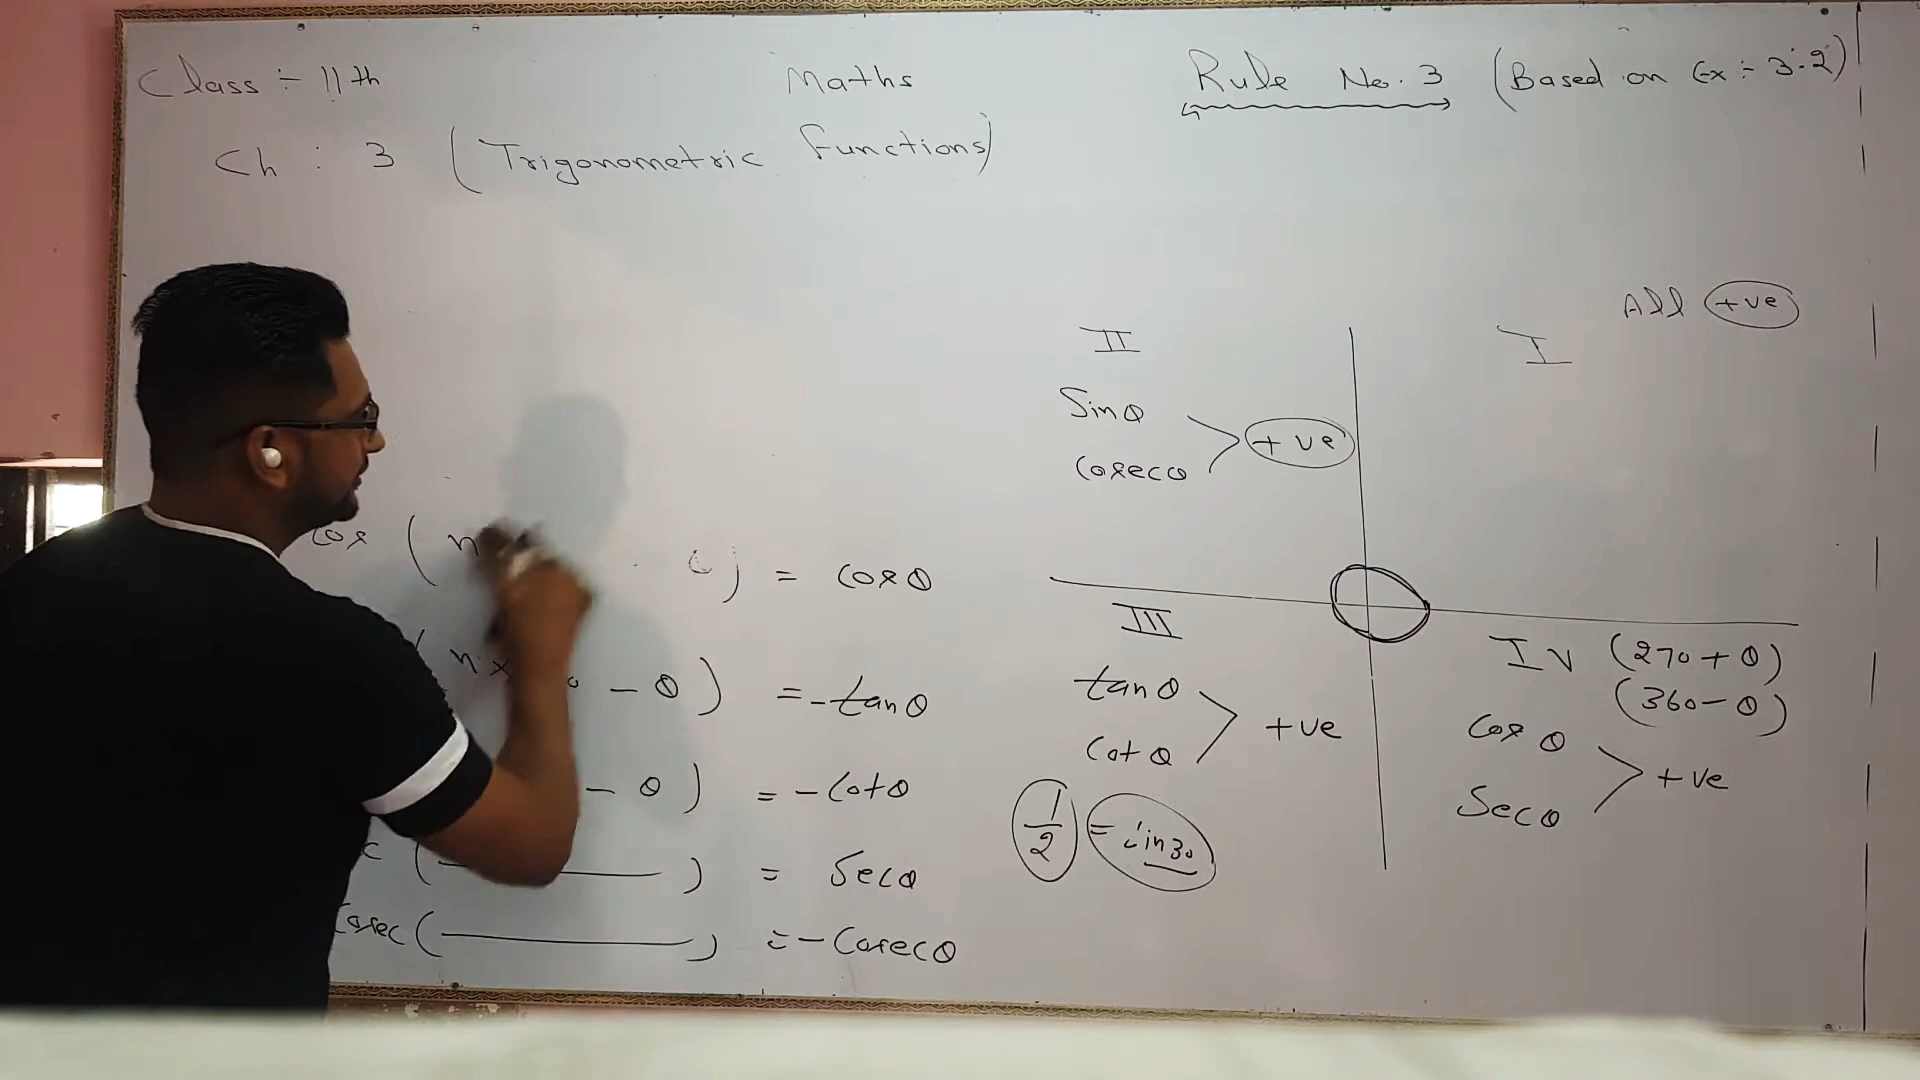 Class :- 11th
Maths
Rule No. 3 (Based on Ex :- 3.2)
Ch : 3 (Trigonometric Functions)
All +ve
II
I
Sinθ
Cosecθ
+ve
Cos ( n ) = Cosθ
III
IV (270+θ)
(360-θ)
( n× - θ ) = -tanθ
tanθ
Cotθ
+ve
Cosθ
Secθ
+ve
- θ ) = -Cotθ
1/2 = Sin30
( ) = Secθ
Cosec ( ) = -Cosecθ